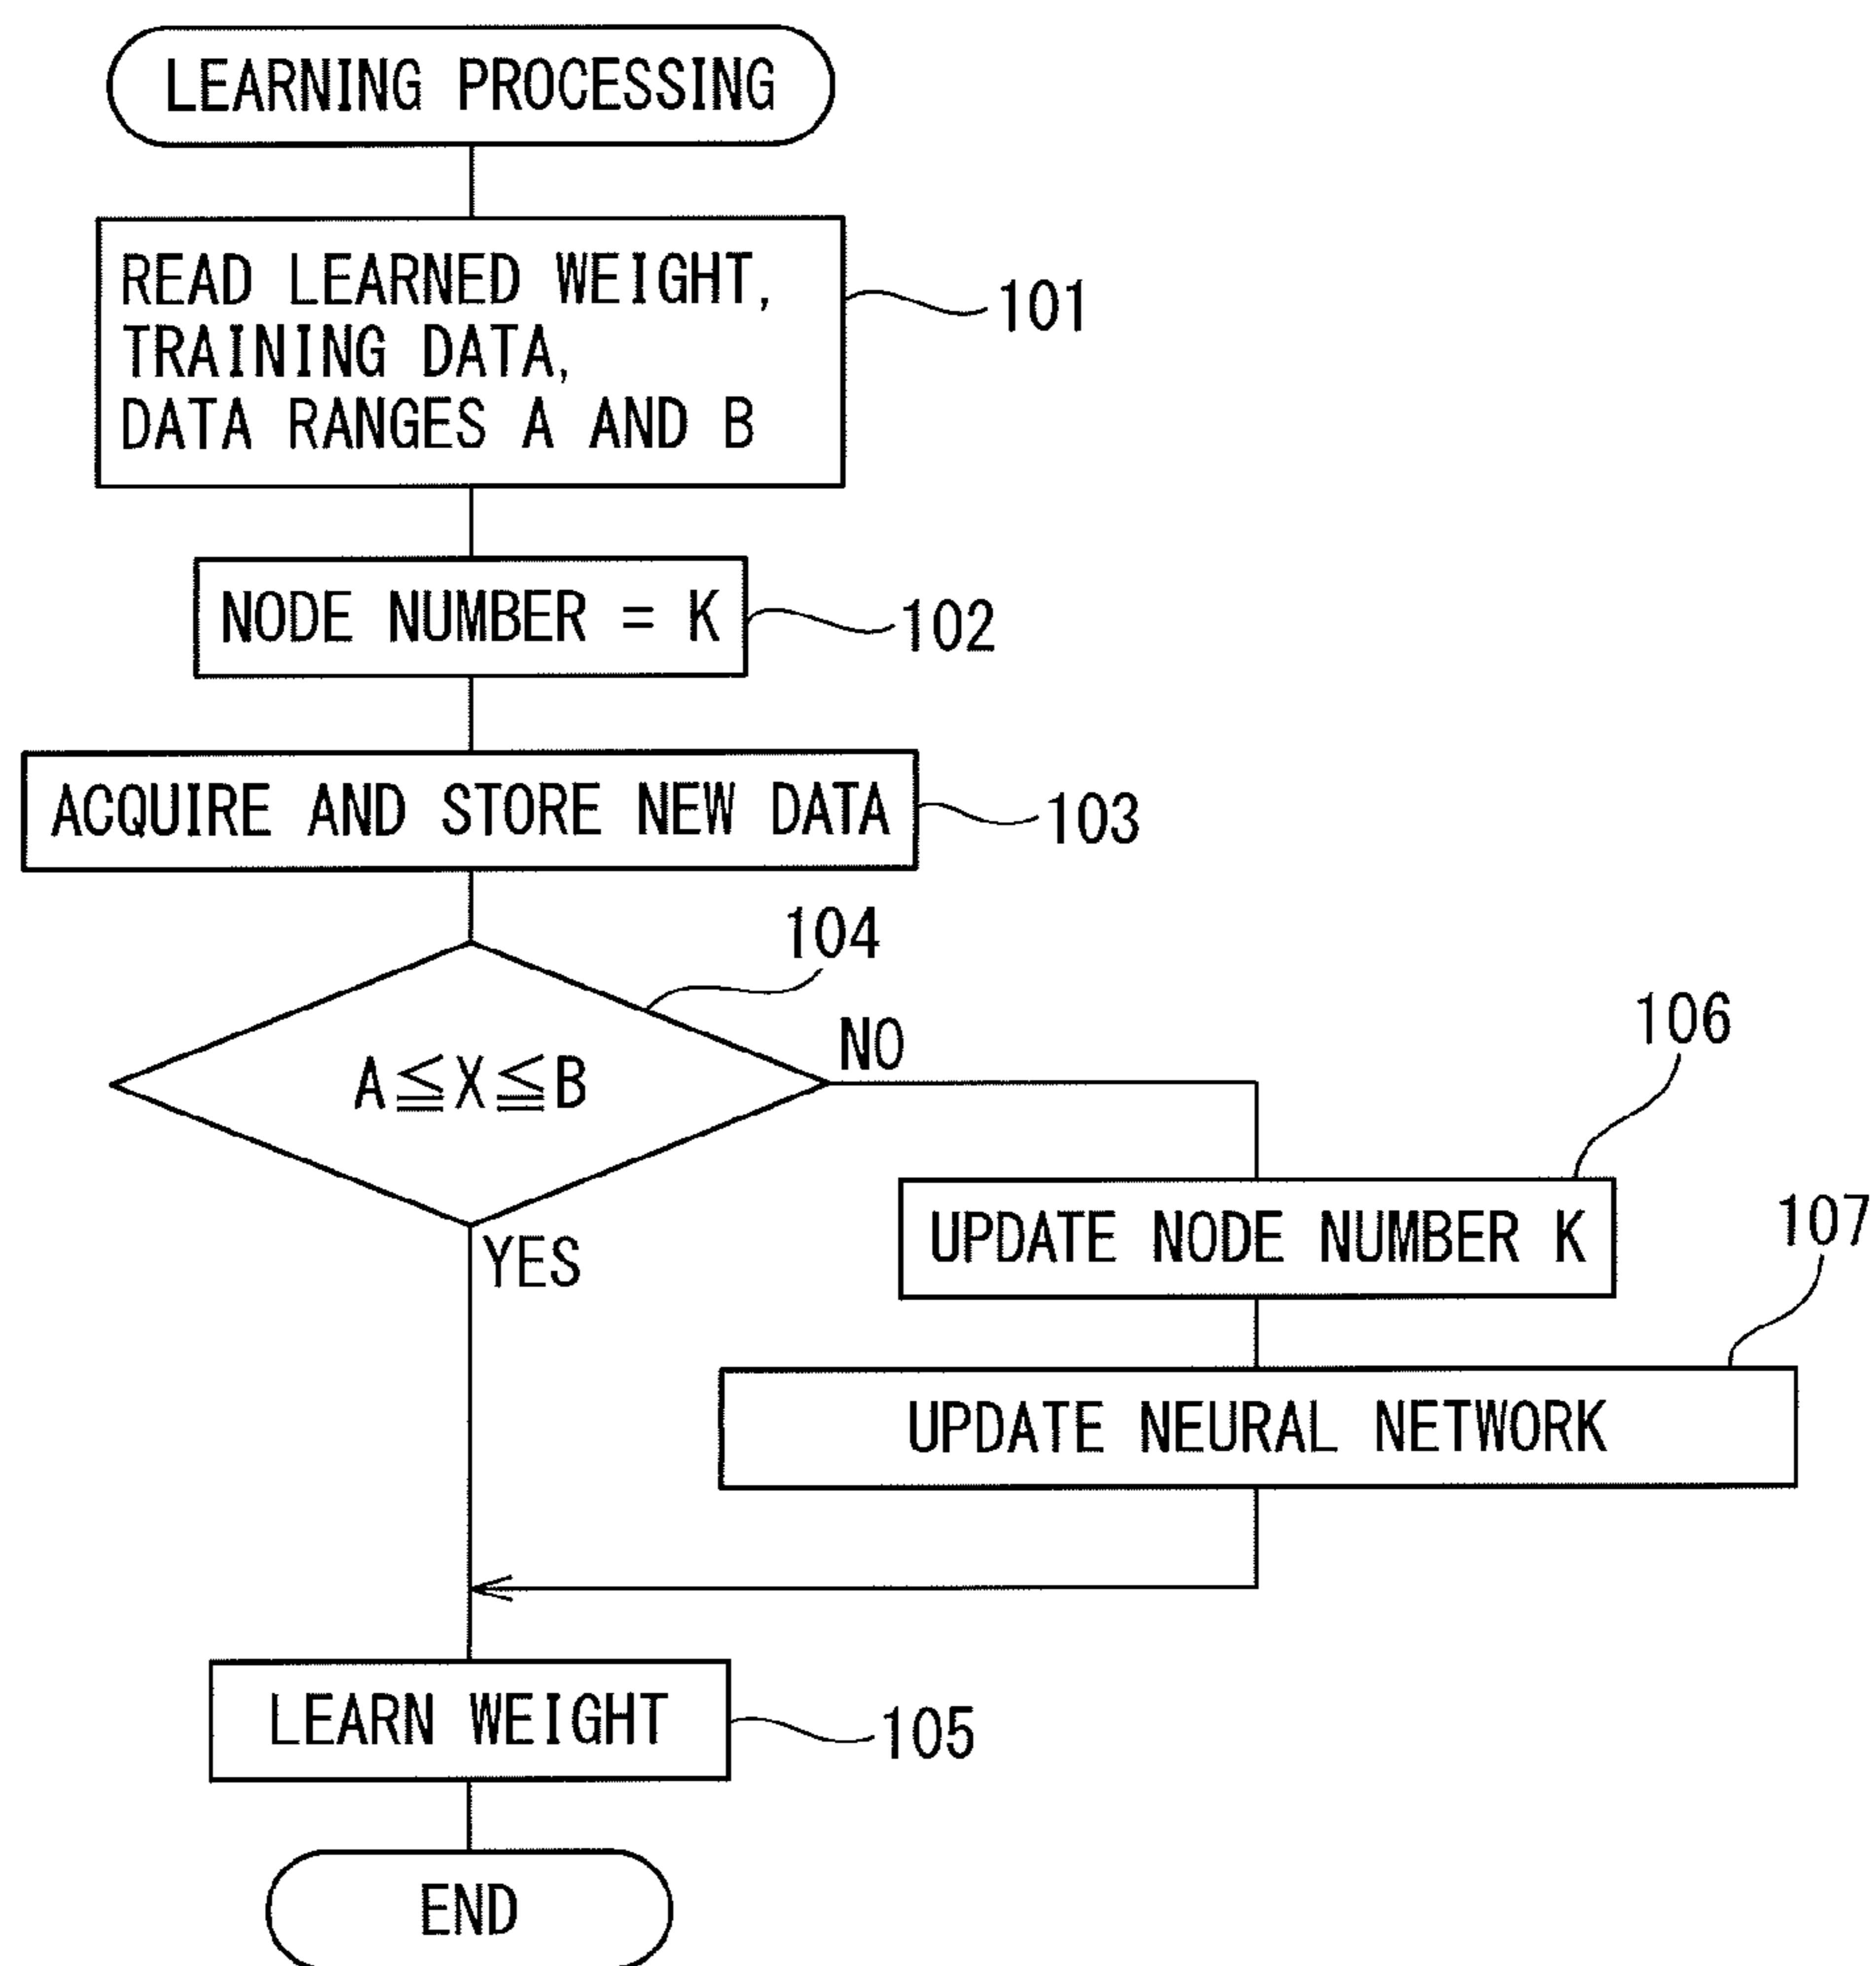 LEARNING PROCESSING
READ LEARNED WEIGHT,
TRAINING DATA,
DATA RANGES A AND B
101
NODE NUMBER = K
102
ACQUIRE AND STORE NEW DATA
103
104
A≦X≦B
NO
YES
106
UPDATE NODE NUMBER K
107
UPDATE NEURAL NETWORK
LEARN WEIGHT
105
END